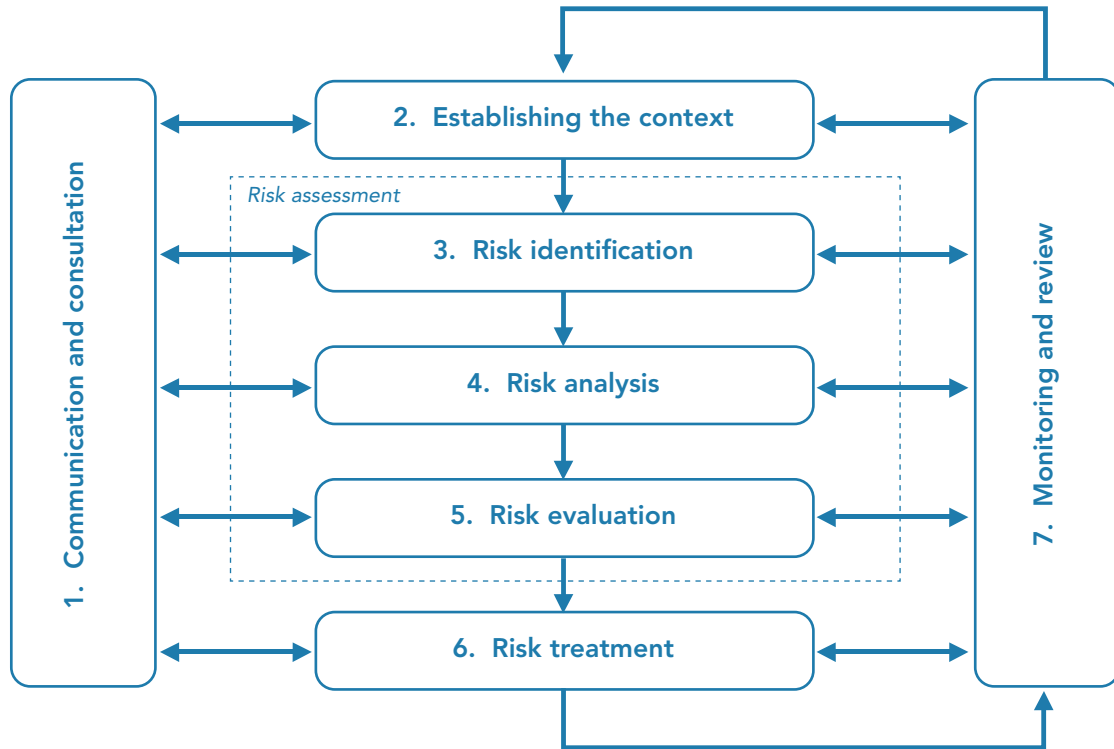 1. Communication and consultation
2. Establishing the context
Risk assessment
3. Risk identification
4. Risk analysis
5. Risk evaluation
6. Risk treatment
7. Monitoring and review